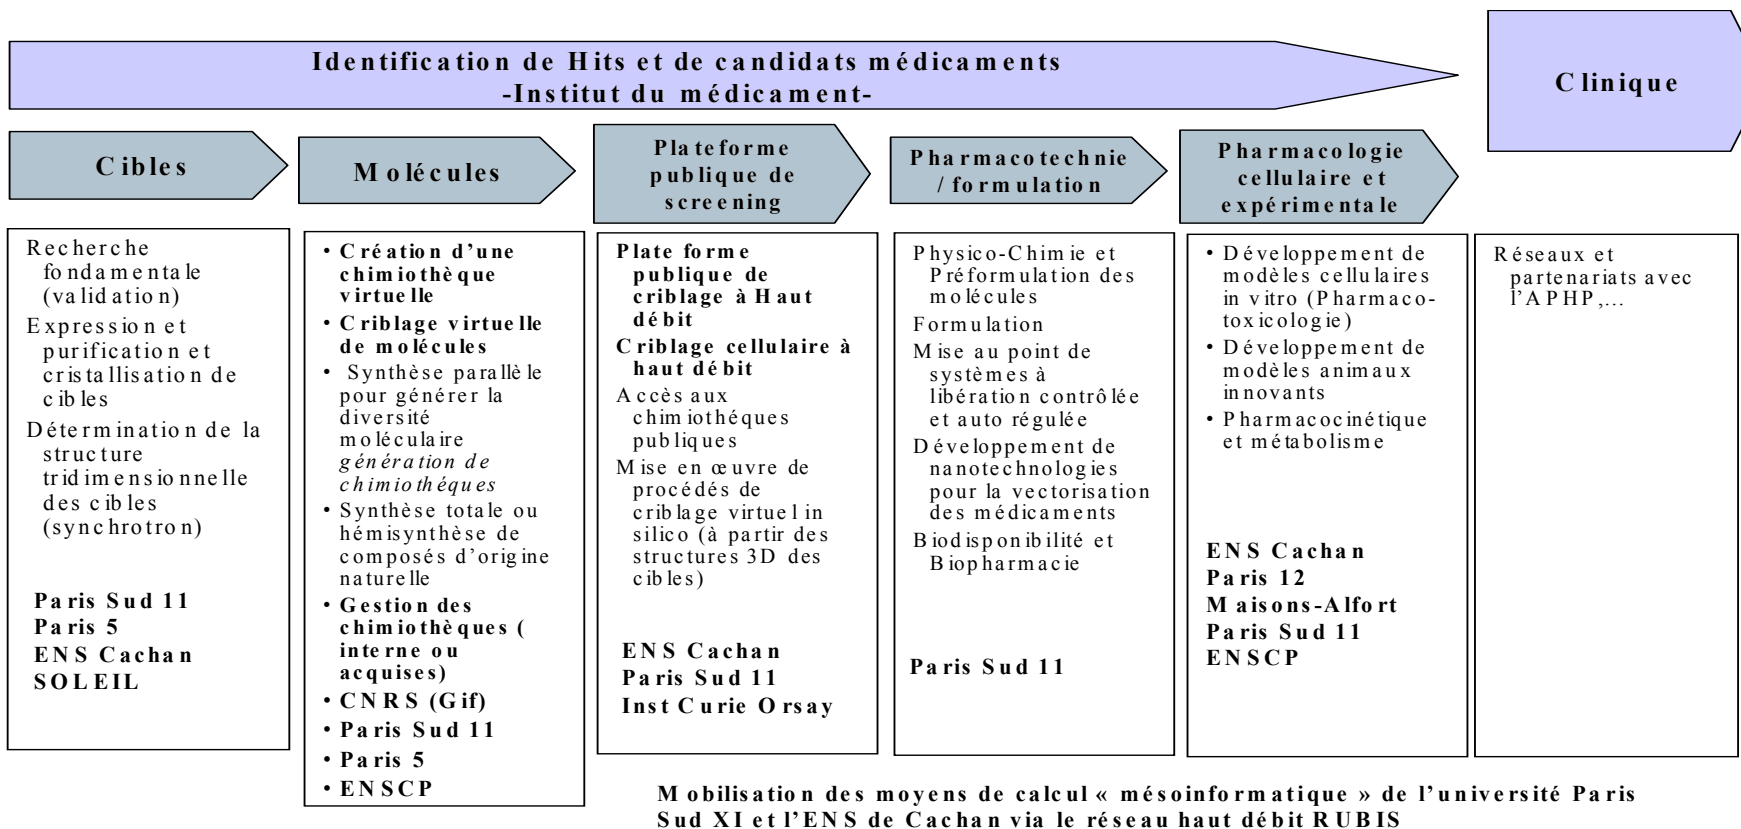 Identification de Hits et de candidats médicaments
-Institut du médicament-
Clinique
Cibles
Molécules
Plateforme
publique de
screening
Pharmacotechnie
/ formulation
Pharmacologie
cellulaire et
expérimentale
Recherche
fondamentale
(validation)
Expression et
purification et
cristallisation de
cibles
Détermination de la
structure
tridimensionnelle
des cibles
(synchrotron)
Paris Sud 11
Paris 5
ENS Cachan
SOLEIL
• Création d’une
chimiothèque
virtuelle
• Criblage virtuelle
de molécules
• Synthèse parallèle
pour générer la
diversité
moléculaire
génération de
chimiothéques
• Synthèse totale ou
hémisynthèse de
composés d’origine
naturelle
• Gestion des
chimiothèques (
interne ou
acquises)
• CNRS (Gif)
• Paris Sud 11
• Paris 5
• ENSCP
Plate forme
publique de
criblage à Haut
débit
Criblage cellulaire à
haut débit
Accès aux
chimiothéques
publiques
Mise en œuvre de
procédés de
criblage virtuel in
silico (à partir des
structures 3D des
cibles)
ENS Cachan
Paris Sud 11
Inst Curie Orsay
Physico-Chimie et
Préformulation des
molécules
Formulation
Mise au point de
systèmes à
libération contrôlée
et auto régulée
Développement de
nanotechnologies
pour la vectorisation
des médicaments
Biodisponibilité et
Biopharmacie
Paris Sud 11
• Développement de
modèles cellulaires
in vitro (Pharmaco-
toxicologie)
• Développement de
modèles animaux
innovants
• Pharmacocinétique
et métabolisme
ENS Cachan
Paris 12
Maisons-Alfort
Paris Sud 11
ENSCP
Réseaux et
partenariats avec
l’APHP,…
Mobilisation des moyens de calcul « mésoinformatique » de l’université Paris
Sud XI et l’ENS de Cachan via le réseau haut débit RUBIS